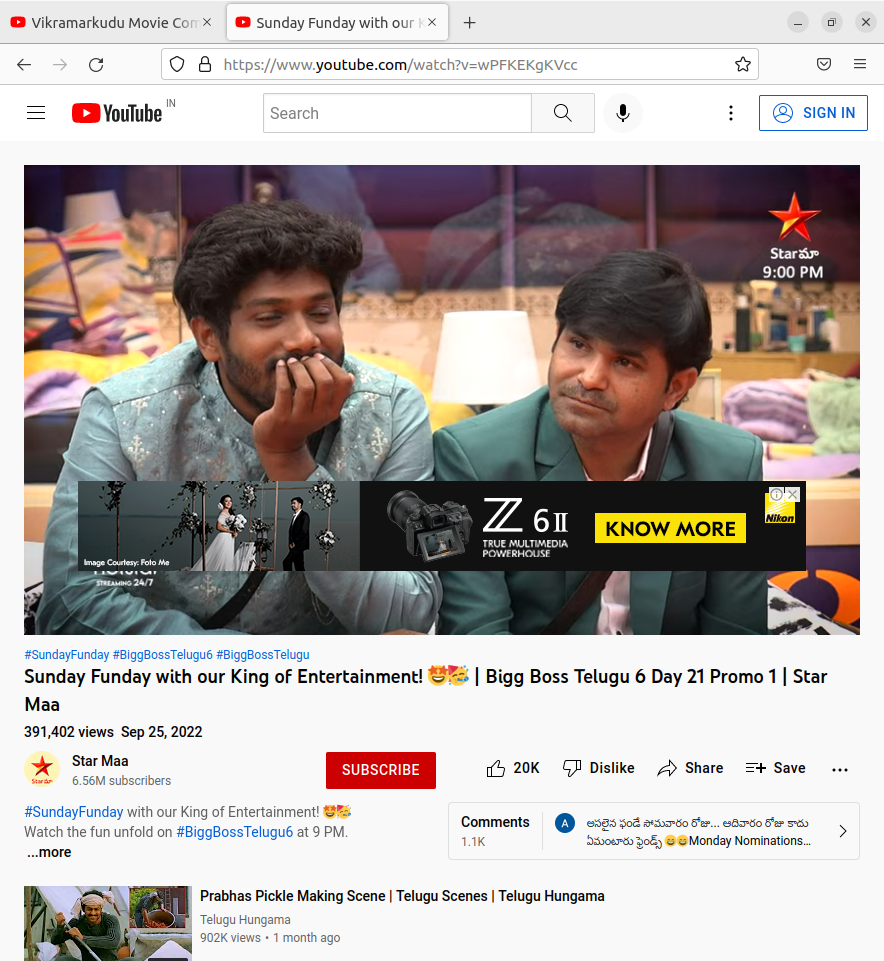 Vikramarkudu Movie Com
Sunday Funday with our K
https://www.youtube.com/watch?v=wPFKEKgKVcc
YouTube IN
Search
SIGN IN
Starమా
9:00 PM
Image Courtesy: Foto Me
Z 6II
TRUE MULTIMEDIA
POWERHOUSE
KNOW MORE
Nikon
STREAMING 24/7
#SundayFunday #BiggBossTelugu6 #BiggBossTelugu
Sunday Funday with our King of Entertainment! 🤩🥳 | Bigg Boss Telugu 6 Day 21 Promo 1 | Star
Maa
391,402 views Sep 25, 2022
Starమా
Star Maa
6.56M subscribers
SUBSCRIBE
20K
Dislike
Share
Save
#SundayFunday with our King of Entertainment! 🤩🥳
Watch the fun unfold on #BiggBossTelugu6 at 9 PM.
...more
Comments
1.1K
A
అసలైన ఫండే సోమవారం రోజు... ఆదివారం రోజు కాదు
ఏమంటారు ఫ్రెండ్స్ 😄😄Monday Nominations...
Prabhas Pickle Making Scene | Telugu Scenes | Telugu Hungama
Telugu Hungama
902K views • 1 month ago